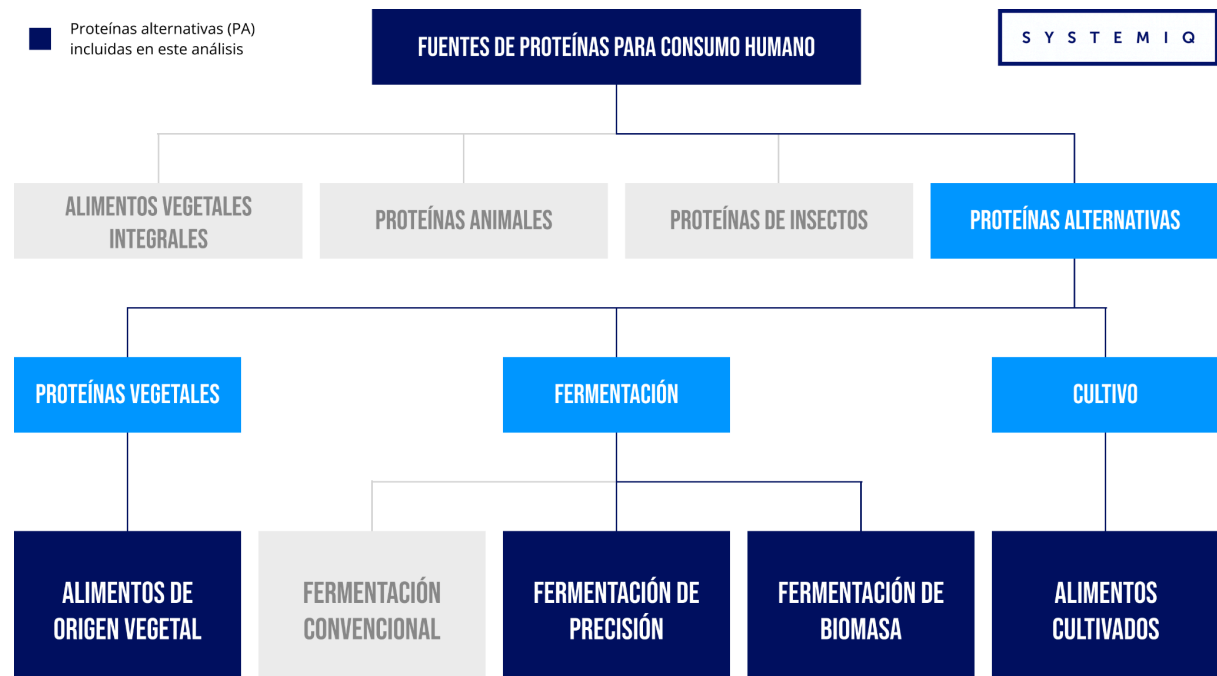 Proteínas alternativas (PA)
incluidas en este análisis
FUENTES DE PROTEÍNAS PARA CONSUMO HUMANO
SYSTEMIQ
ALIMENTOS VEGETALES
INTEGRALES
PROTEÍNAS ANIMALES
PROTEÍNAS DE INSECTOS
PROTEÍNAS ALTERNATIVAS
PROTEÍNAS VEGETALES
FERMENTACIÓN
CULTIVO
ALIMENTOS DE
ORIGEN VEGETAL
FERMENTACIÓN
CONVENCIONAL
FERMENTACIÓN DE
PRECISIÓN
FERMENTACIÓN DE
BIOMASA
ALIMENTOS
CULTIVADOS